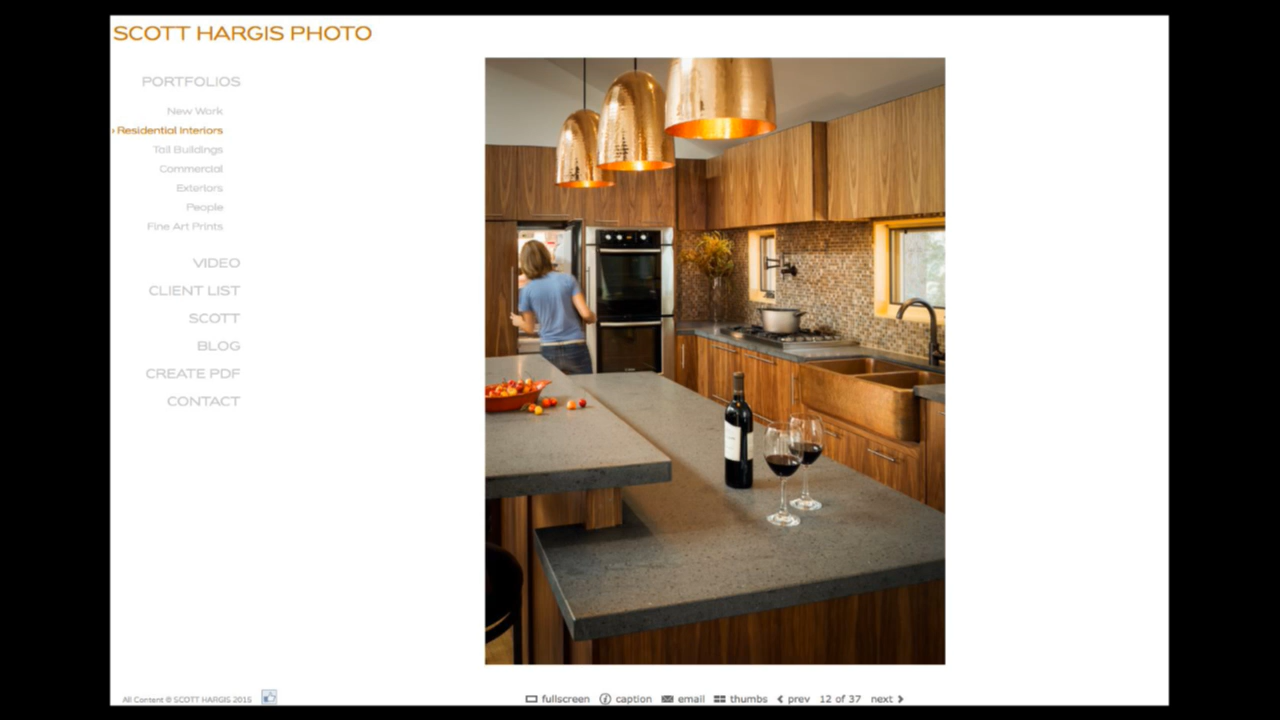 SCOTT HARGIS PHOTO
PORTFOLIOS
New Work
› Residential Interiors
Tall Buildings
Commercial
Exteriors
People
Fine Art Prints
VIDEO
CLIENT LIST
SCOTT
BLOG
CREATE PDF
CONTACT
All Content © SCOTT HARGIS 2015
fullscreen caption email thumbs prev 12 of 37 next